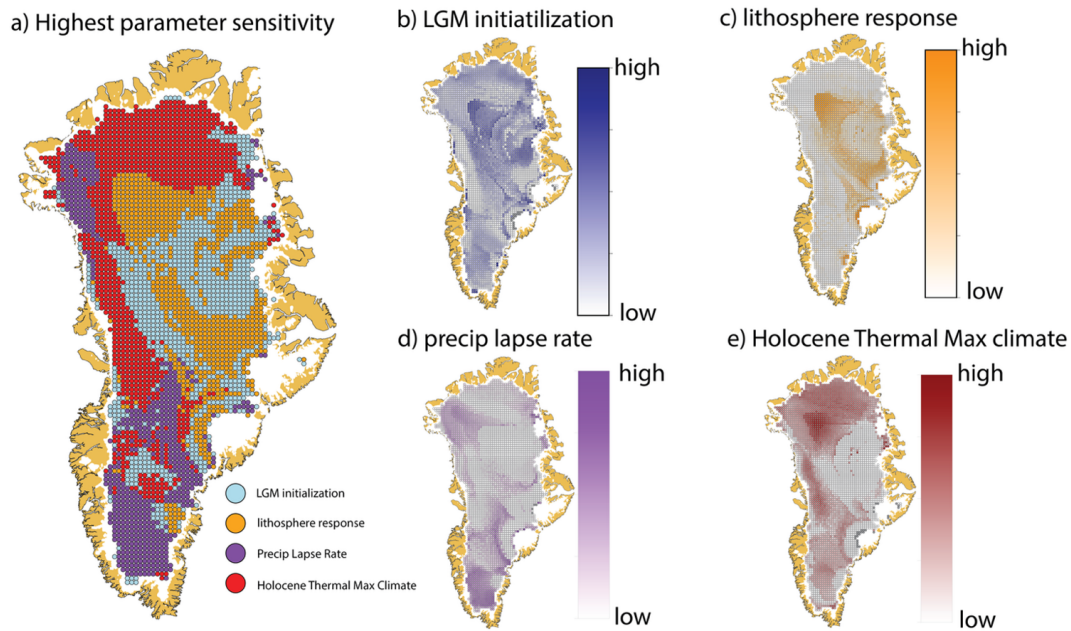 a) Highest parameter sensitivity
LGM initialization
lithosphere response
Precip Lapse Rate
Holocene Thermal Max Climate
b) LGM initiatilization
high
low
c) lithosphere response
high
low
d) precip lapse rate
high
low
e) Holocene Thermal Max climate
high
low